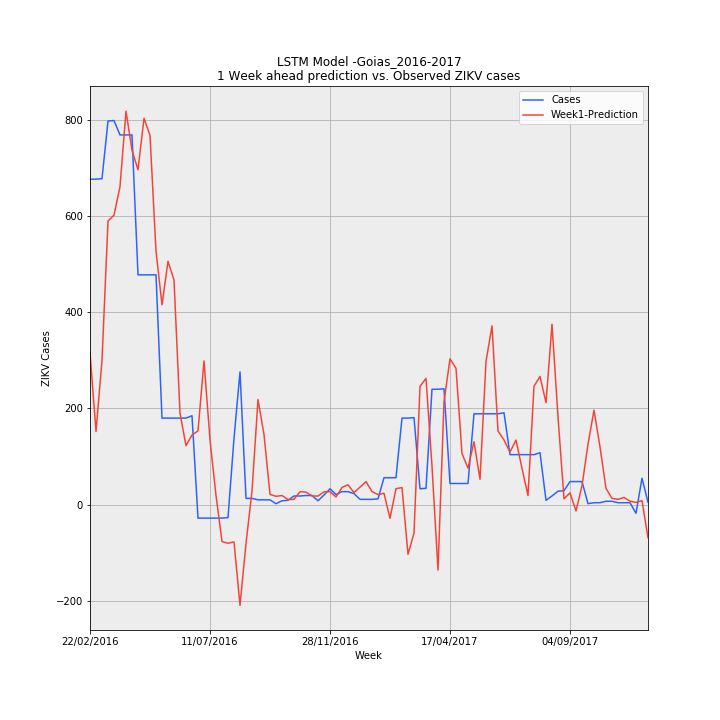 LSTM Model -Goias_2016-2017
1 Week ahead prediction vs. Observed ZIKV cases
Cases
Week1-Prediction
800
600
400
200
0
−200
ZIKV Cases
22/02/2016
11/07/2016
28/11/2016
17/04/2017
04/09/2017
Week